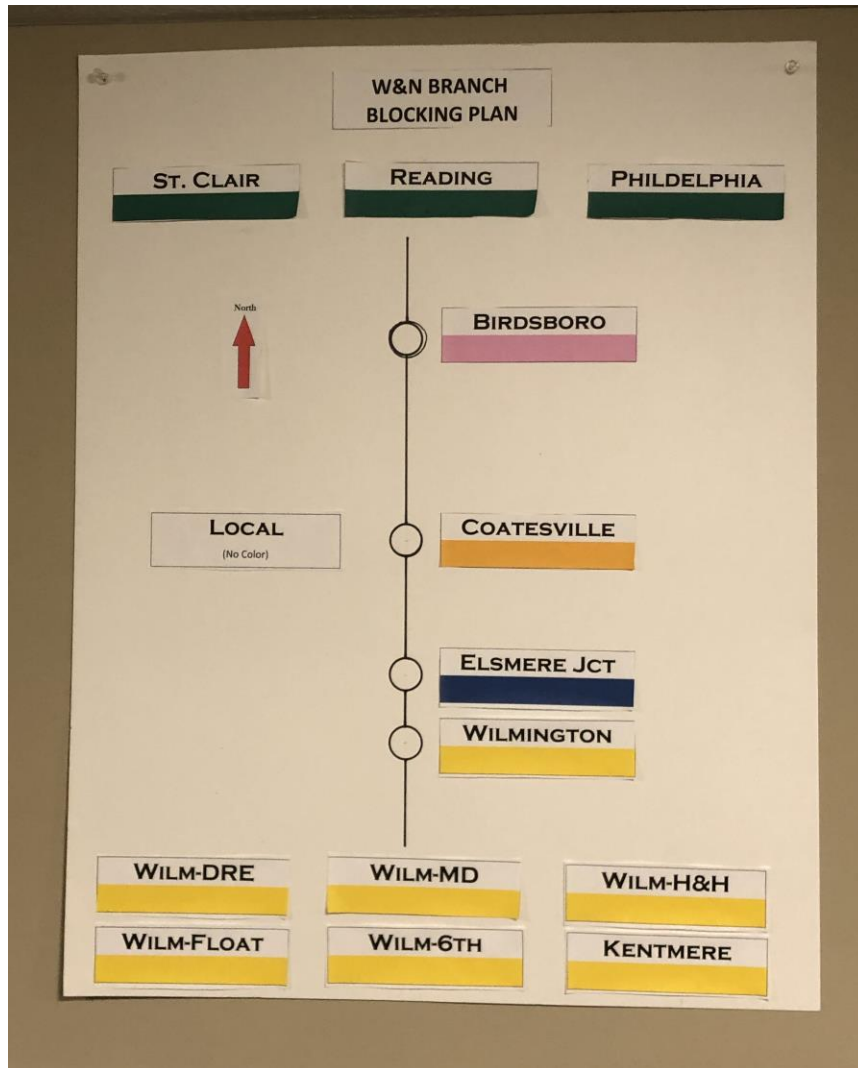 W&N BRANCH
BLOCKING PLAN
ST. CLAIR
READING
PHILDELPHIA
North
BIRDSBORO
LOCAL
(No Color)
COATESVILLE
ELSMERE JCT
WILMINGTON
WILM-DRE
WILM-MD
WILM-H&H
WILM-FLOAT
WILM-6TH
KENTMERE